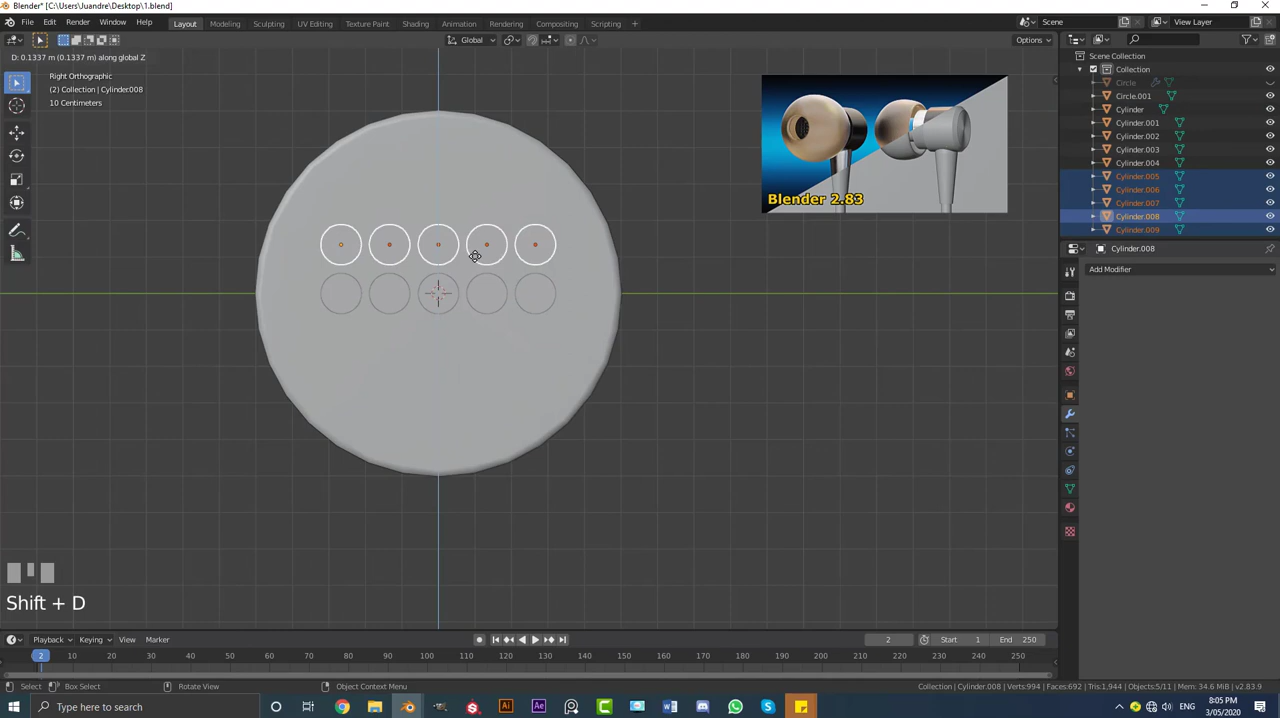 Blender* [C:\Users\Juandre\Desktop\1.blend]
File Edit Render Window Help Layout Modeling Sculpting UV Editing Texture Paint Shading Animation Rendering Compositing Scripting Scene View Layer
Global Options
D: 0.1337 m (0.1337 m) along global Z
Right Orthographic
(2) Collection | Cylinder.008
10 Centimeters
Blender 2.83
Scene Collection
Collection
Circle
Circle.001
Cylinder
Cylinder.001
Cylinder.002
Cylinder.003
Cylinder.004
Cylinder.005
Cylinder.006
Cylinder.007
Cylinder.008
Cylinder.009
Cylinder.008
Add Modifier
Shift + D
Playback Keying View Marker 2 Start 1 End 250
2 10 20 30 40 50 60 70 80 90 100 110 120 130 140 150 160 170 180 190 200 210 220 230 240 250
Select Box Select Rotate View Object Context Menu Collection | Cylinder.008 | Verts:994 | Faces:692 | Tris:1,944 | Objects:5/11 | Mem: 34.6 MiB | v2.83.9
Type here to search
8:05 PM
3/05/2020